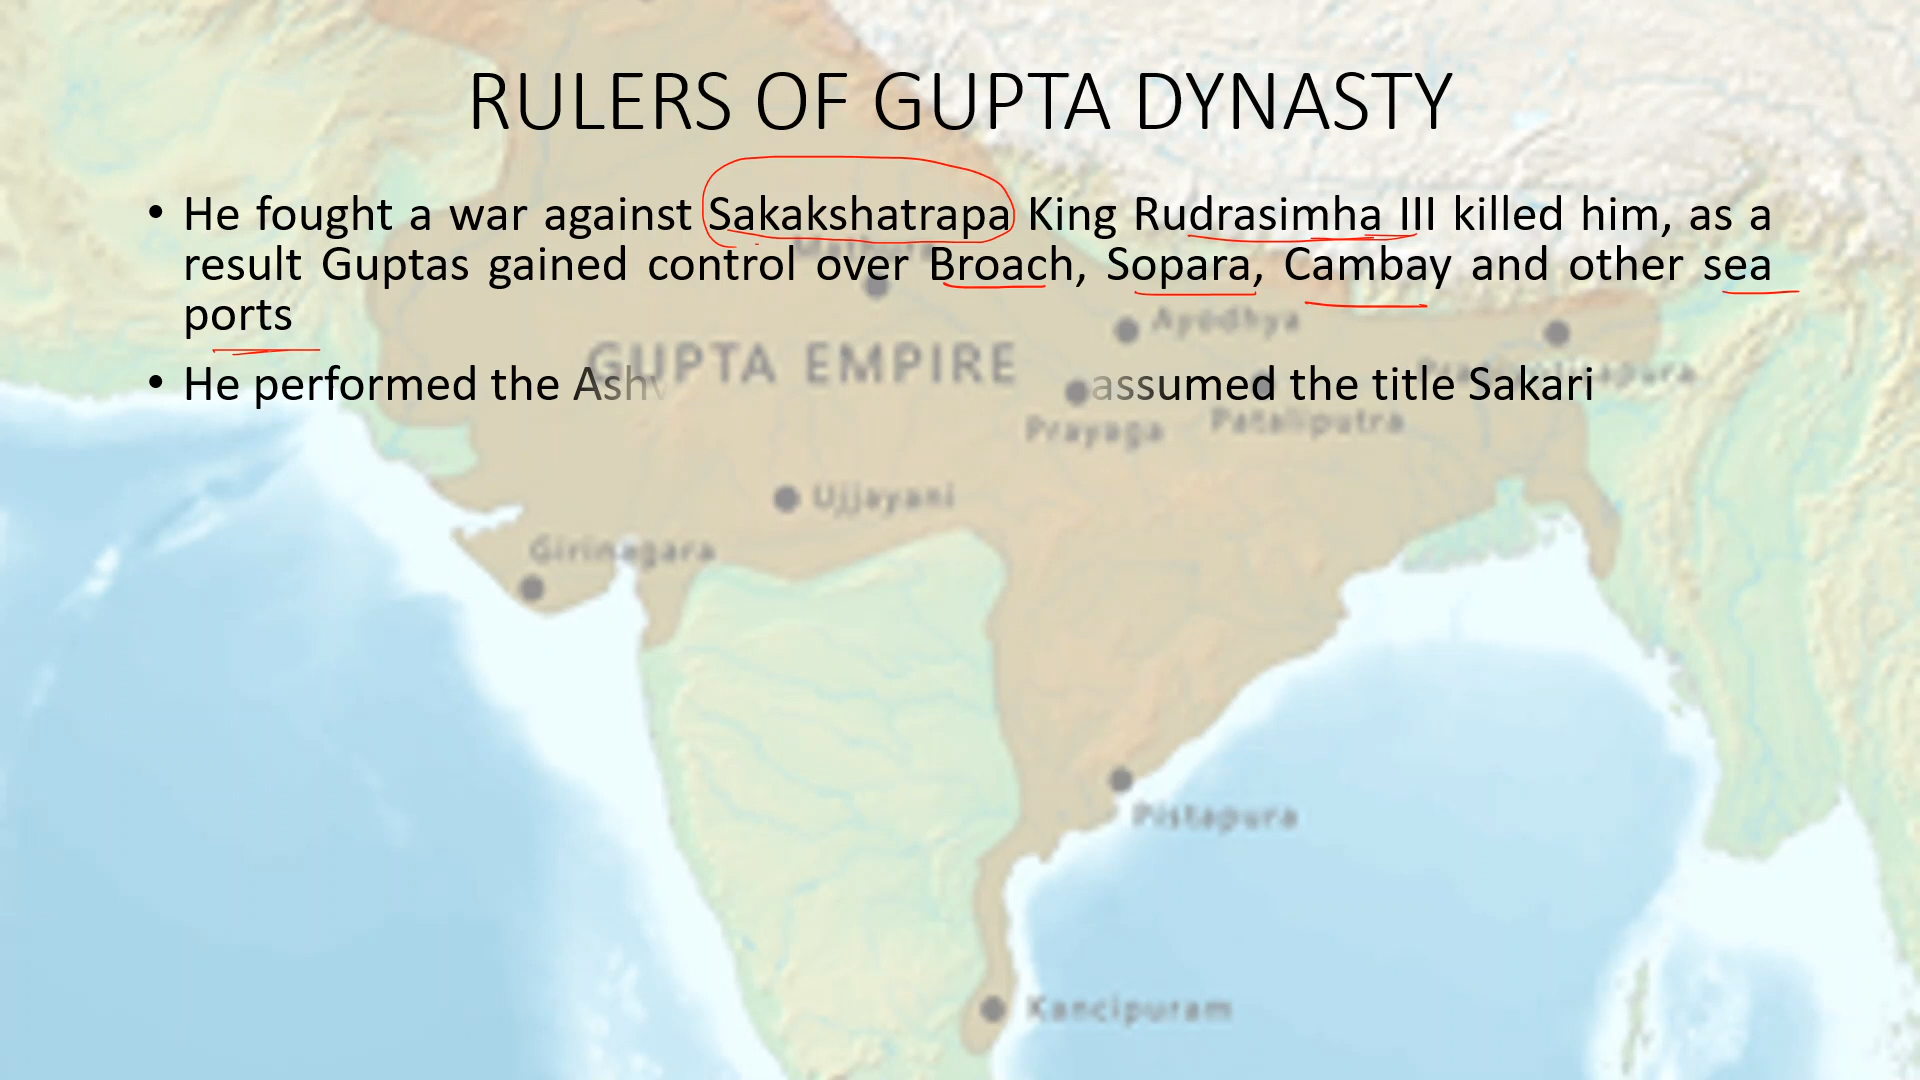 RULERS OF GUPTA DYNASTY
• He fought a war against Sakakshatrapa King Rudrasimha III killed him, as a
result Guptas gained control over Broach, Sopara, Cambay and other sea
ports
• He performed the assumed the title Sakari
GUPTA EMPIRE
Ayodhya
Prayaga
Pataliputra
Ujjayani
Girinagara
Pistapura
Kancipuram